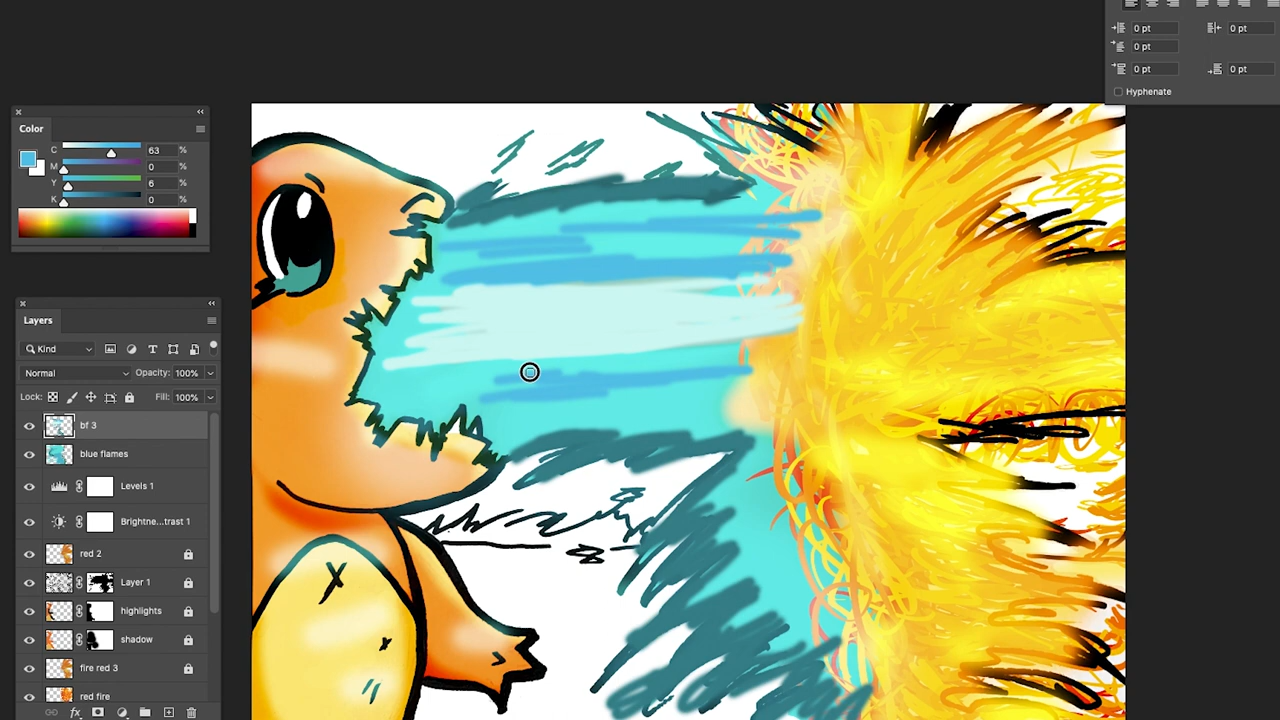 0 pt 0 pt
0 pt
0 pt 0 pt
Hyphenate
Color
C 63 %
M 0 %
Y 6 %
K 0 %
Layers
Kind
Normal Opacity: 100%
Lock: Fill: 100%
bf 3
blue flames
Levels 1
Brightne...trast 1
red 2
Layer 1
highlights
shadow
fire red 3
red fire
fx